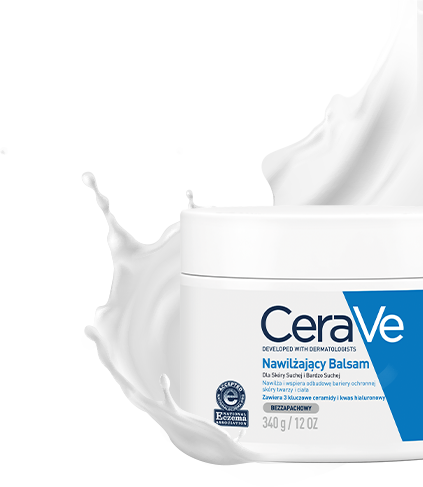 CeraVe
DEVELOPED WITH DERMATOLOGISTS
Nawilżający Balsam
Dla Skóry Suchej i Bardzo Suchej
Nawilża i wspiera odbudowę bariery ochronnej
skóry twarzy i ciała
Zawiera 3 kluczowe ceramidy i kwas hialuronowy
BEZZAPACHOWY
340 g / 12 OZ
ACCEPTED
NATIONAL
Eczema
ASSOCIATION